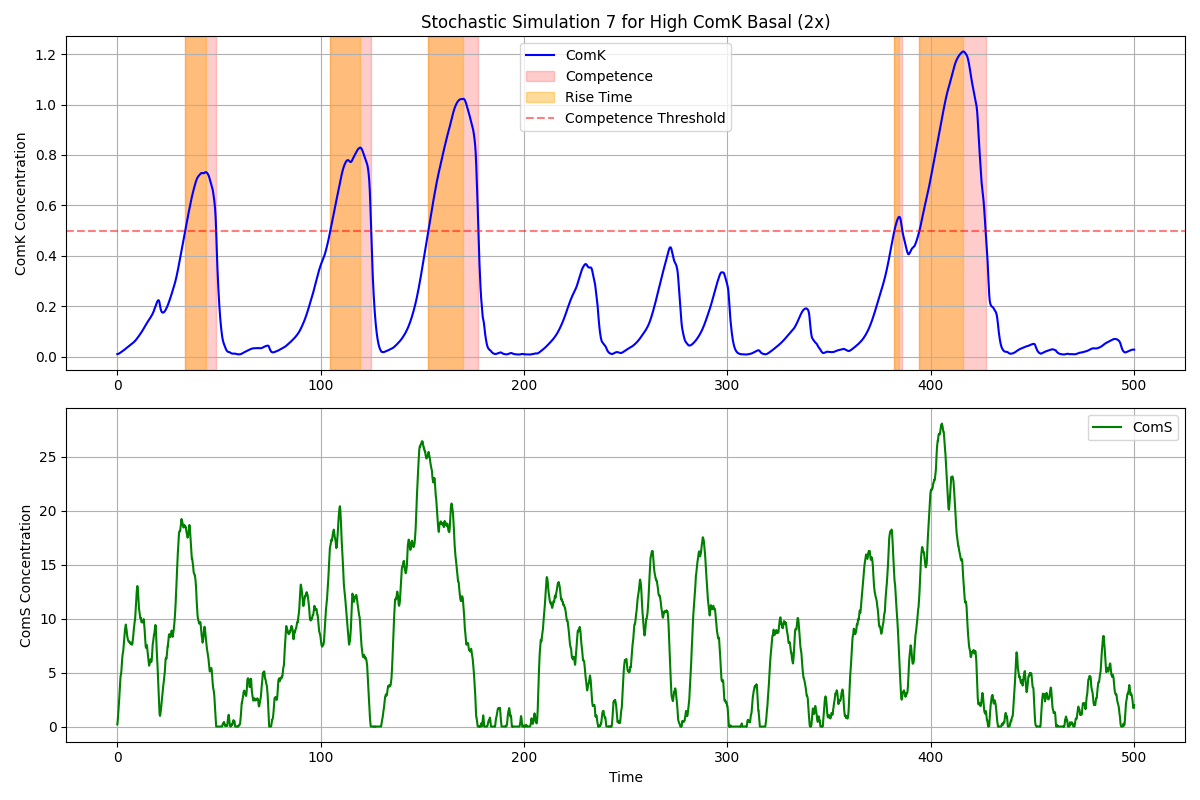 Stochastic Simulation 7 for High ComK Basal (2x)
ComK Concentration
1.2
1.0
0.8
0.6
0.4
0.2
0.0
ComK
Competence
Rise Time
Competence Threshold
0 100 200 300 400 500
ComS Concentration
25
20
15
10
5
0
ComS
0 100 200 300 400 500
Time